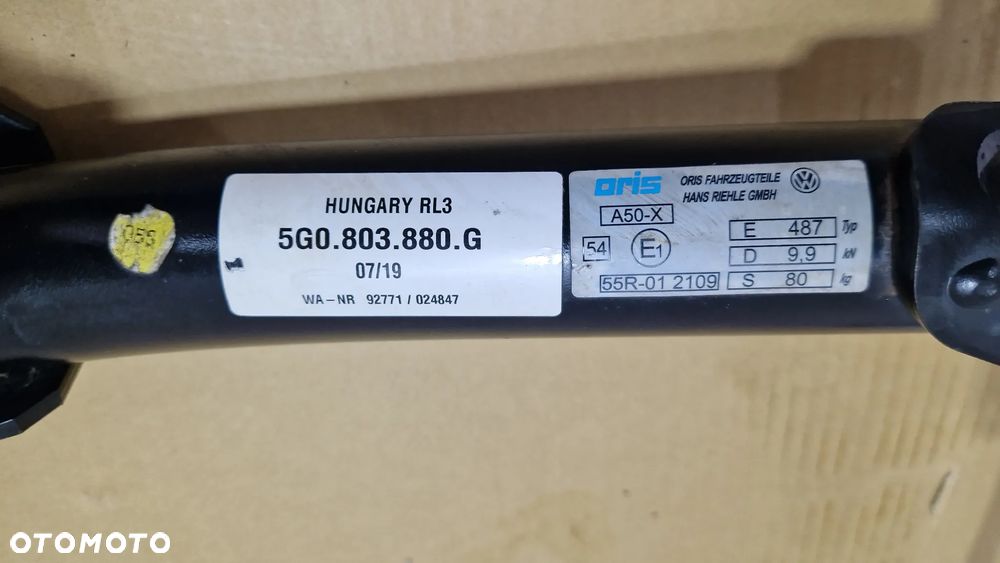 HUNGARY RL3
5G0.803.880.G
07/19
WA-NR 92771 / 024847
oris ORIS FAHRZEUGTEILE
HANS RIEHLE GMBH
A50-X
54 E1
55R-01 2109
E 487 Typ
D 9,9 kN
S 80 kg
OTOMOTO
OTOMOTO